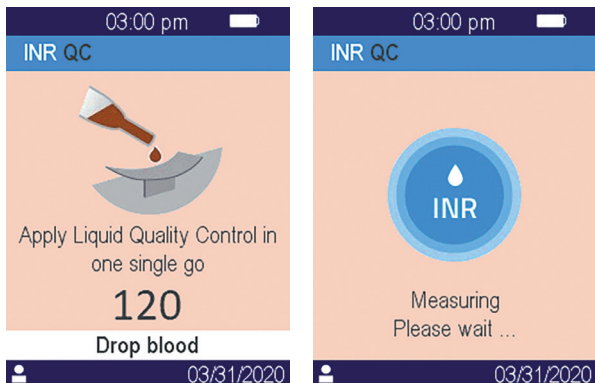 03:00 pm
INR QC
Apply Liquid Quality Control in
one single go
120
Drop blood
03/31/2020
03:00 pm
INR QC
INR
Measuring
Please wait ...
03/31/2020